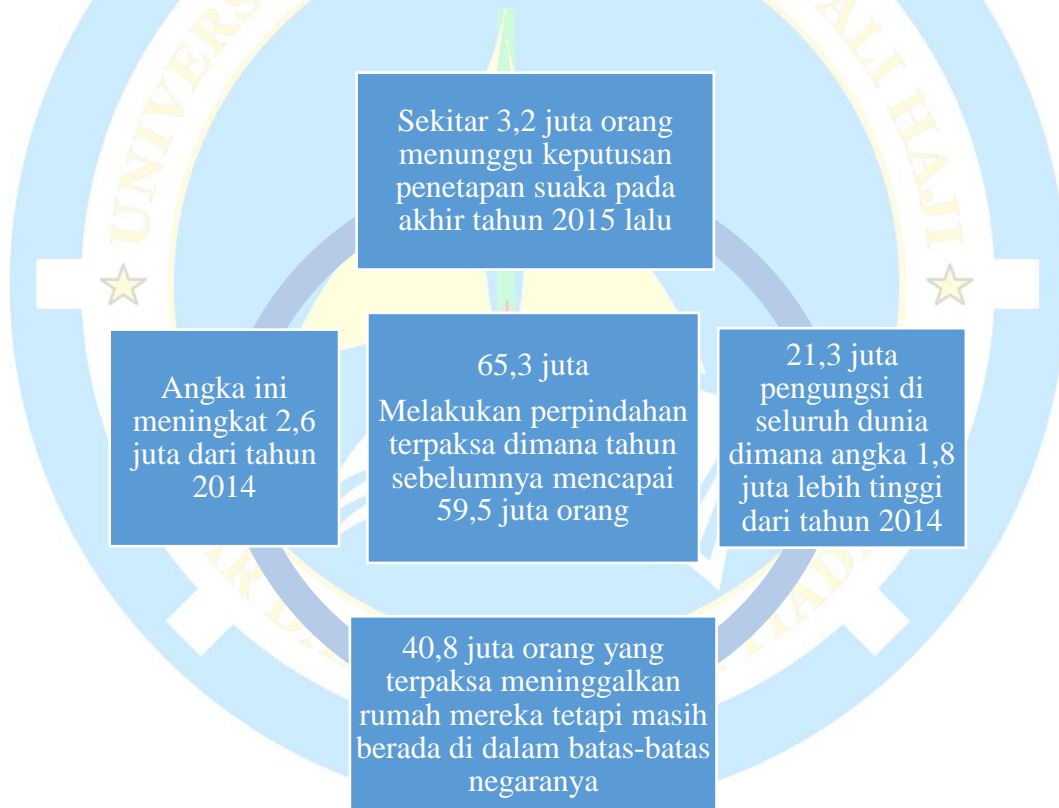 UNIVERS
ALI HAJI
Sekitar 3,2 juta orang
menunggu keputusan
penetapan suaka pada
akhir tahun 2015 lalu
Angka ini
meningkat 2,6
juta dari tahun
2014
65,3 juta
Melakukan perpindahan
terpaksa dimana tahun
sebelumnya mencapai
59,5 juta orang
21,3 juta
pengungsi di
seluruh dunia
dimana angka 1,8
juta lebih tinggi
dari tahun 2014
40,8 juta orang yang
terpaksa meninggalkan
rumah mereka tetapi masih
berada di dalam batas-batas
negaranya